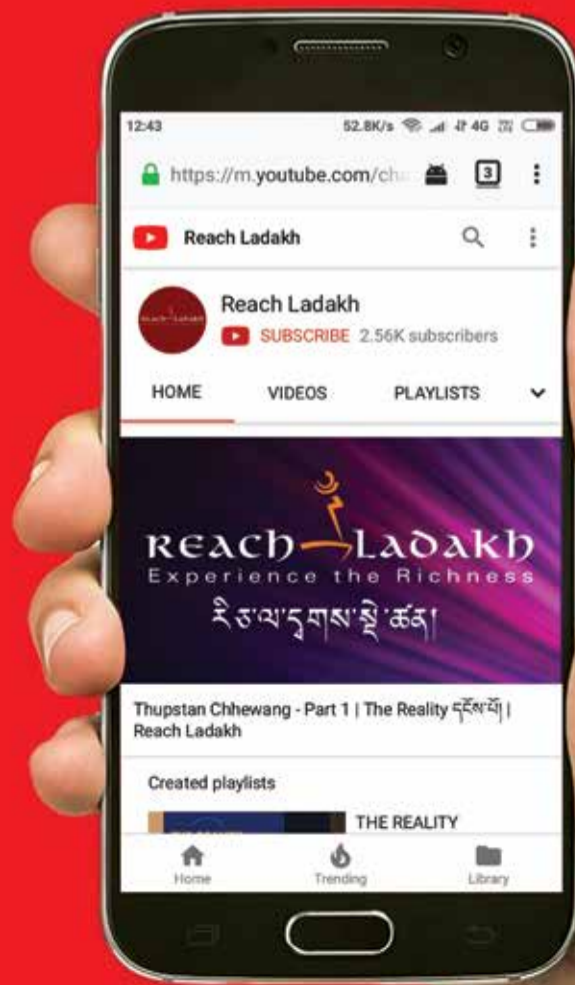 12:43 52.8K/s 4G
https://m.youtube.com/cha 3
Reach Ladakh
Reach Ladakh
SUBSCRIBE 2.56K subscribers
HOME VIDEOS PLAYLISTS
REACH LADAKH
Experience the Richness
རི་ཅ་ལ་དྭགས་སྡེ་ཚན།
Thupstan Chhewang - Part 1 | The Reality དངོས་པོ། |
Reach Ladakh
Created playlists
THE REALITY
Home Trending Library